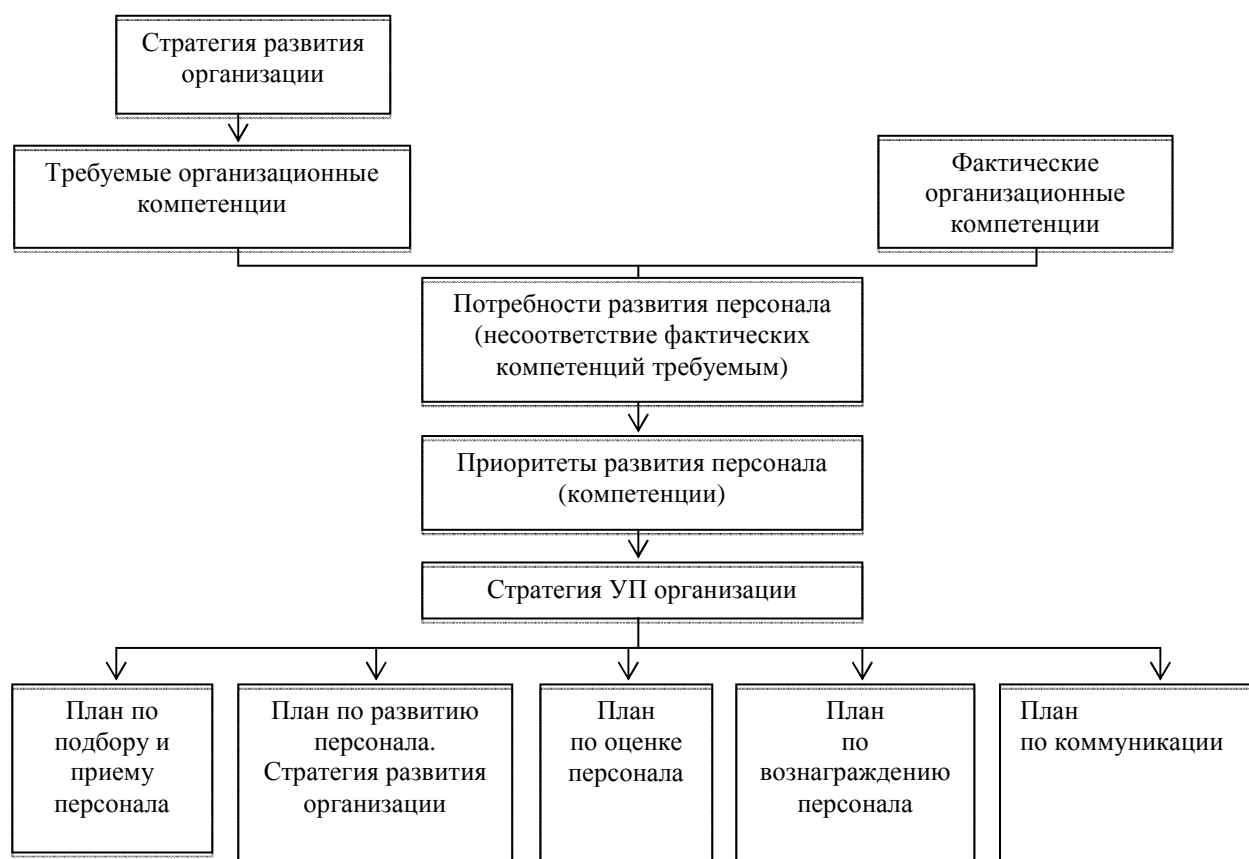 Стратегия развития
организации
Требуемые организационные
компетенции
Фактические
организационные
компетенции
Потребности развития персонала
(несоответствие фактических
компетенций требуемым)
Приоритеты развития персонала
(компетенции)
Стратегия УП организации
План по
подбору и
приему
персонала
План по развитию
персонала.
Стратегия развития
организации
План
по оценке
персонала
План
по
вознаграждению
персонала
План
по коммуникации